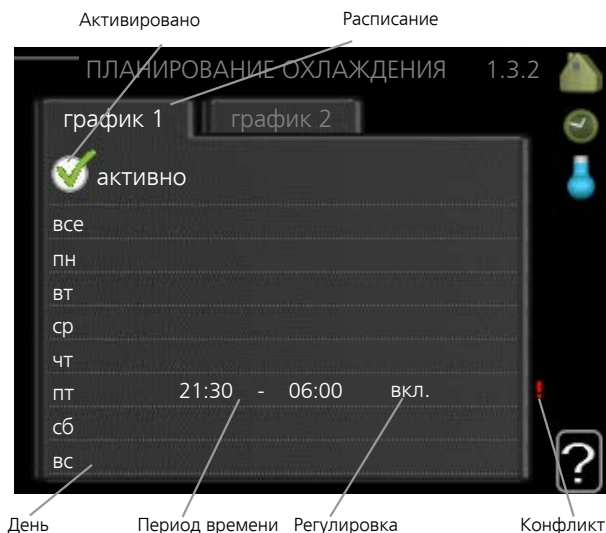 Активировано Расписание
ПЛАНИРОВАНИЕ ОХЛАЖДЕНИЯ 1.3.2
график 1 график 2
активно
все
пн
вт
ср
чт
пт 21:30 - 06:00 вкл. !
сб
вс
?
День Период времени Регулировка Конфликт